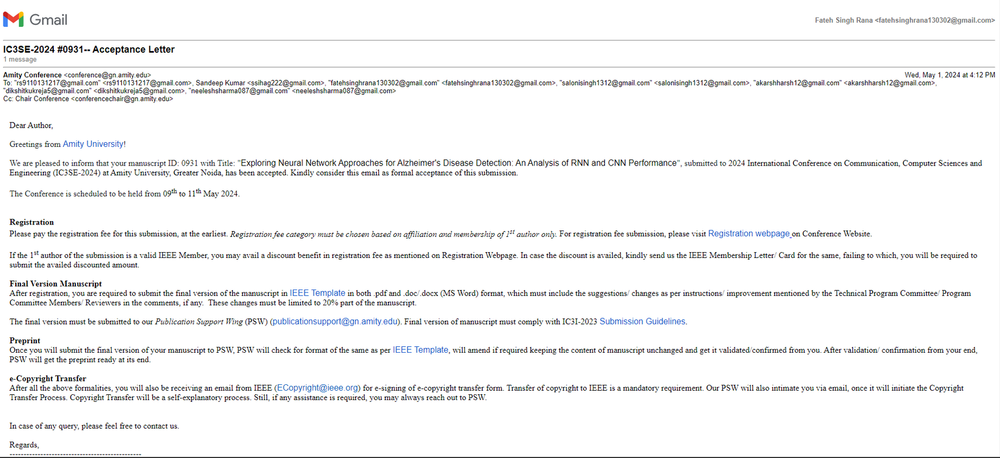 Gmail
Fateh Singh Rana <fatehsinghrana130302@gmail.com>
IC3SE-2024 #0931-- Acceptance Letter
1 message
Amity Conference <conference@gn.amity.edu>
Wed, May 1, 2024 at 4:12 PM
To: "rs9110131217@gmail.com" <rs9110131217@gmail.com>, Sandeep Kumar <ssihag222@gmail.com>, "fatehsinghrana130302@gmail.com" <fatehsinghrana130302@gmail.com>, "salonisingh1312@gmail.com" <salonisingh1312@gmail.com>, "akarshharsh12@gmail.com" <akarshharsh12@gmail.com>,
"dikshitkukreja5@gmail.com" <dikshitkukreja5@gmail.com>, "neeleshsharma087@gmail.com" <neeleshsharma087@gmail.com>
Cc: Chair Conference <conferencechair@gn.amity.edu>
Dear Author,
Greetings from Amity University!
We are pleased to inform that your manuscript ID: 0931 with Title: "Exploring Neural Network Approaches for Alzheimer's Disease Detection: An Analysis of RNN and CNN Performance", submitted to 2024 International Conference on Communication, Computer Sciences and
Engineering (IC3SE-2024) at Amity University, Greater Noida, has been accepted. Kindly consider this email as formal acceptance of this submission.
The Conference is scheduled to be held from 09th to 11th May 2024.
Registration
Please pay the registration fee for this submission, at the earliest. Registration fee category must be chosen based on affiliation and membership of 1st author only. For registration fee submission, please visit Registration webpage on Conference Website.
If the 1st author of the submission is a valid IEEE Member, you may avail a discount benefit in registration fee as mentioned on Registration Webpage. In case the discount is availed, kindly send us the IEEE Membership Letter/ Card for the same, failing to which, you will be required to
submit the availed discounted amount.
Final Version Manuscript
After registration, you are required to submit the final version of the manuscript in IEEE Template in both .pdf and .doc/.docx (MS Word) format, which must include the suggestions/ changes as per instructions/ improvement mentioned by the Technical Program Committee/ Program
Committee Members/ Reviewers in the comments, if any. These changes must be limited to 20% part of the manuscript.
The final version must be submitted to our Publication Support Wing (PSW) (publicationsupport@gn.amity.edu). Final version of manuscript must comply with IC3I-2023 Submission Guidelines.
Preprint
Once you will submit the final version of your manuscript to PSW, PSW will check for format of the same as per IEEE Template, will amend if required keeping the content of manuscript unchanged and get it validated/confirmed from you. After validation/ confirmation from your end,
PSW will get the preprint ready at its end.
e-Copyright Transfer
After all the above formalities, you will also be receiving an email from IEEE (ECopyright@ieee.org) for e-signing of e-copyright transfer form. Transfer of copyright to IEEE is a mandatory requirement. Our PSW will also intimate you via email, once it will initiate the Copyright
Transfer Process. Copyright Transfer will be a self-explanatory process. Still, if any assistance is required, you may always reach out to PSW.
In case of any query, please feel free to contact us.
Regards,
----------------------------------------------